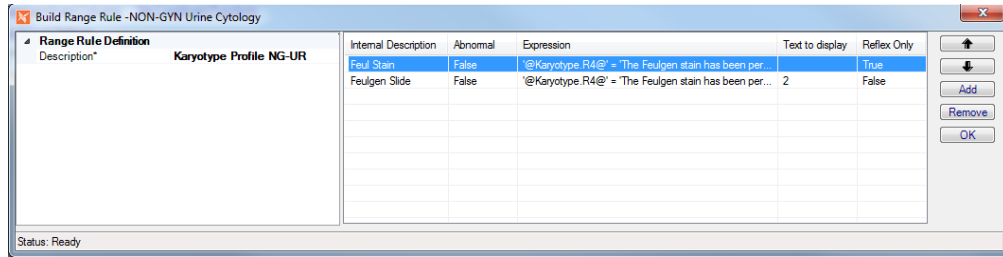 Build Range Rule -NON-GYN Urine Cytology
Range Rule Definition
Description* Karyotype Profile NG-UR
Internal Description Abnormal Expression Text to display Reflex Only
Feul Stain False '@Karyotype.R4@' = 'The Feulgen stain has been per... True
Feulgen Slide False '@Karyotype.R4@' = 'The Feulgen stain has been per... 2 False
Add
Remove
OK
Status: Ready